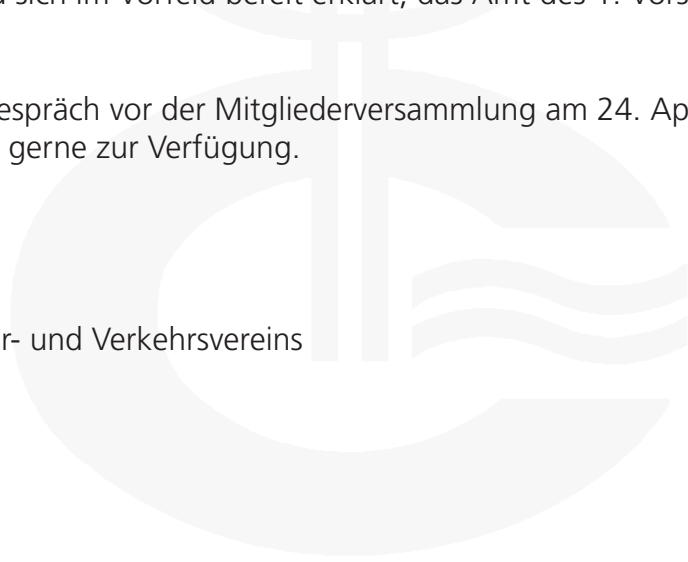 sich im Vorfeld bereit erklärt, das Amt des 1. Vors
espräch vor der Mitgliederversammlung am 24. Ap
gerne zur Verfügung.
r- und Verkehrsvereins